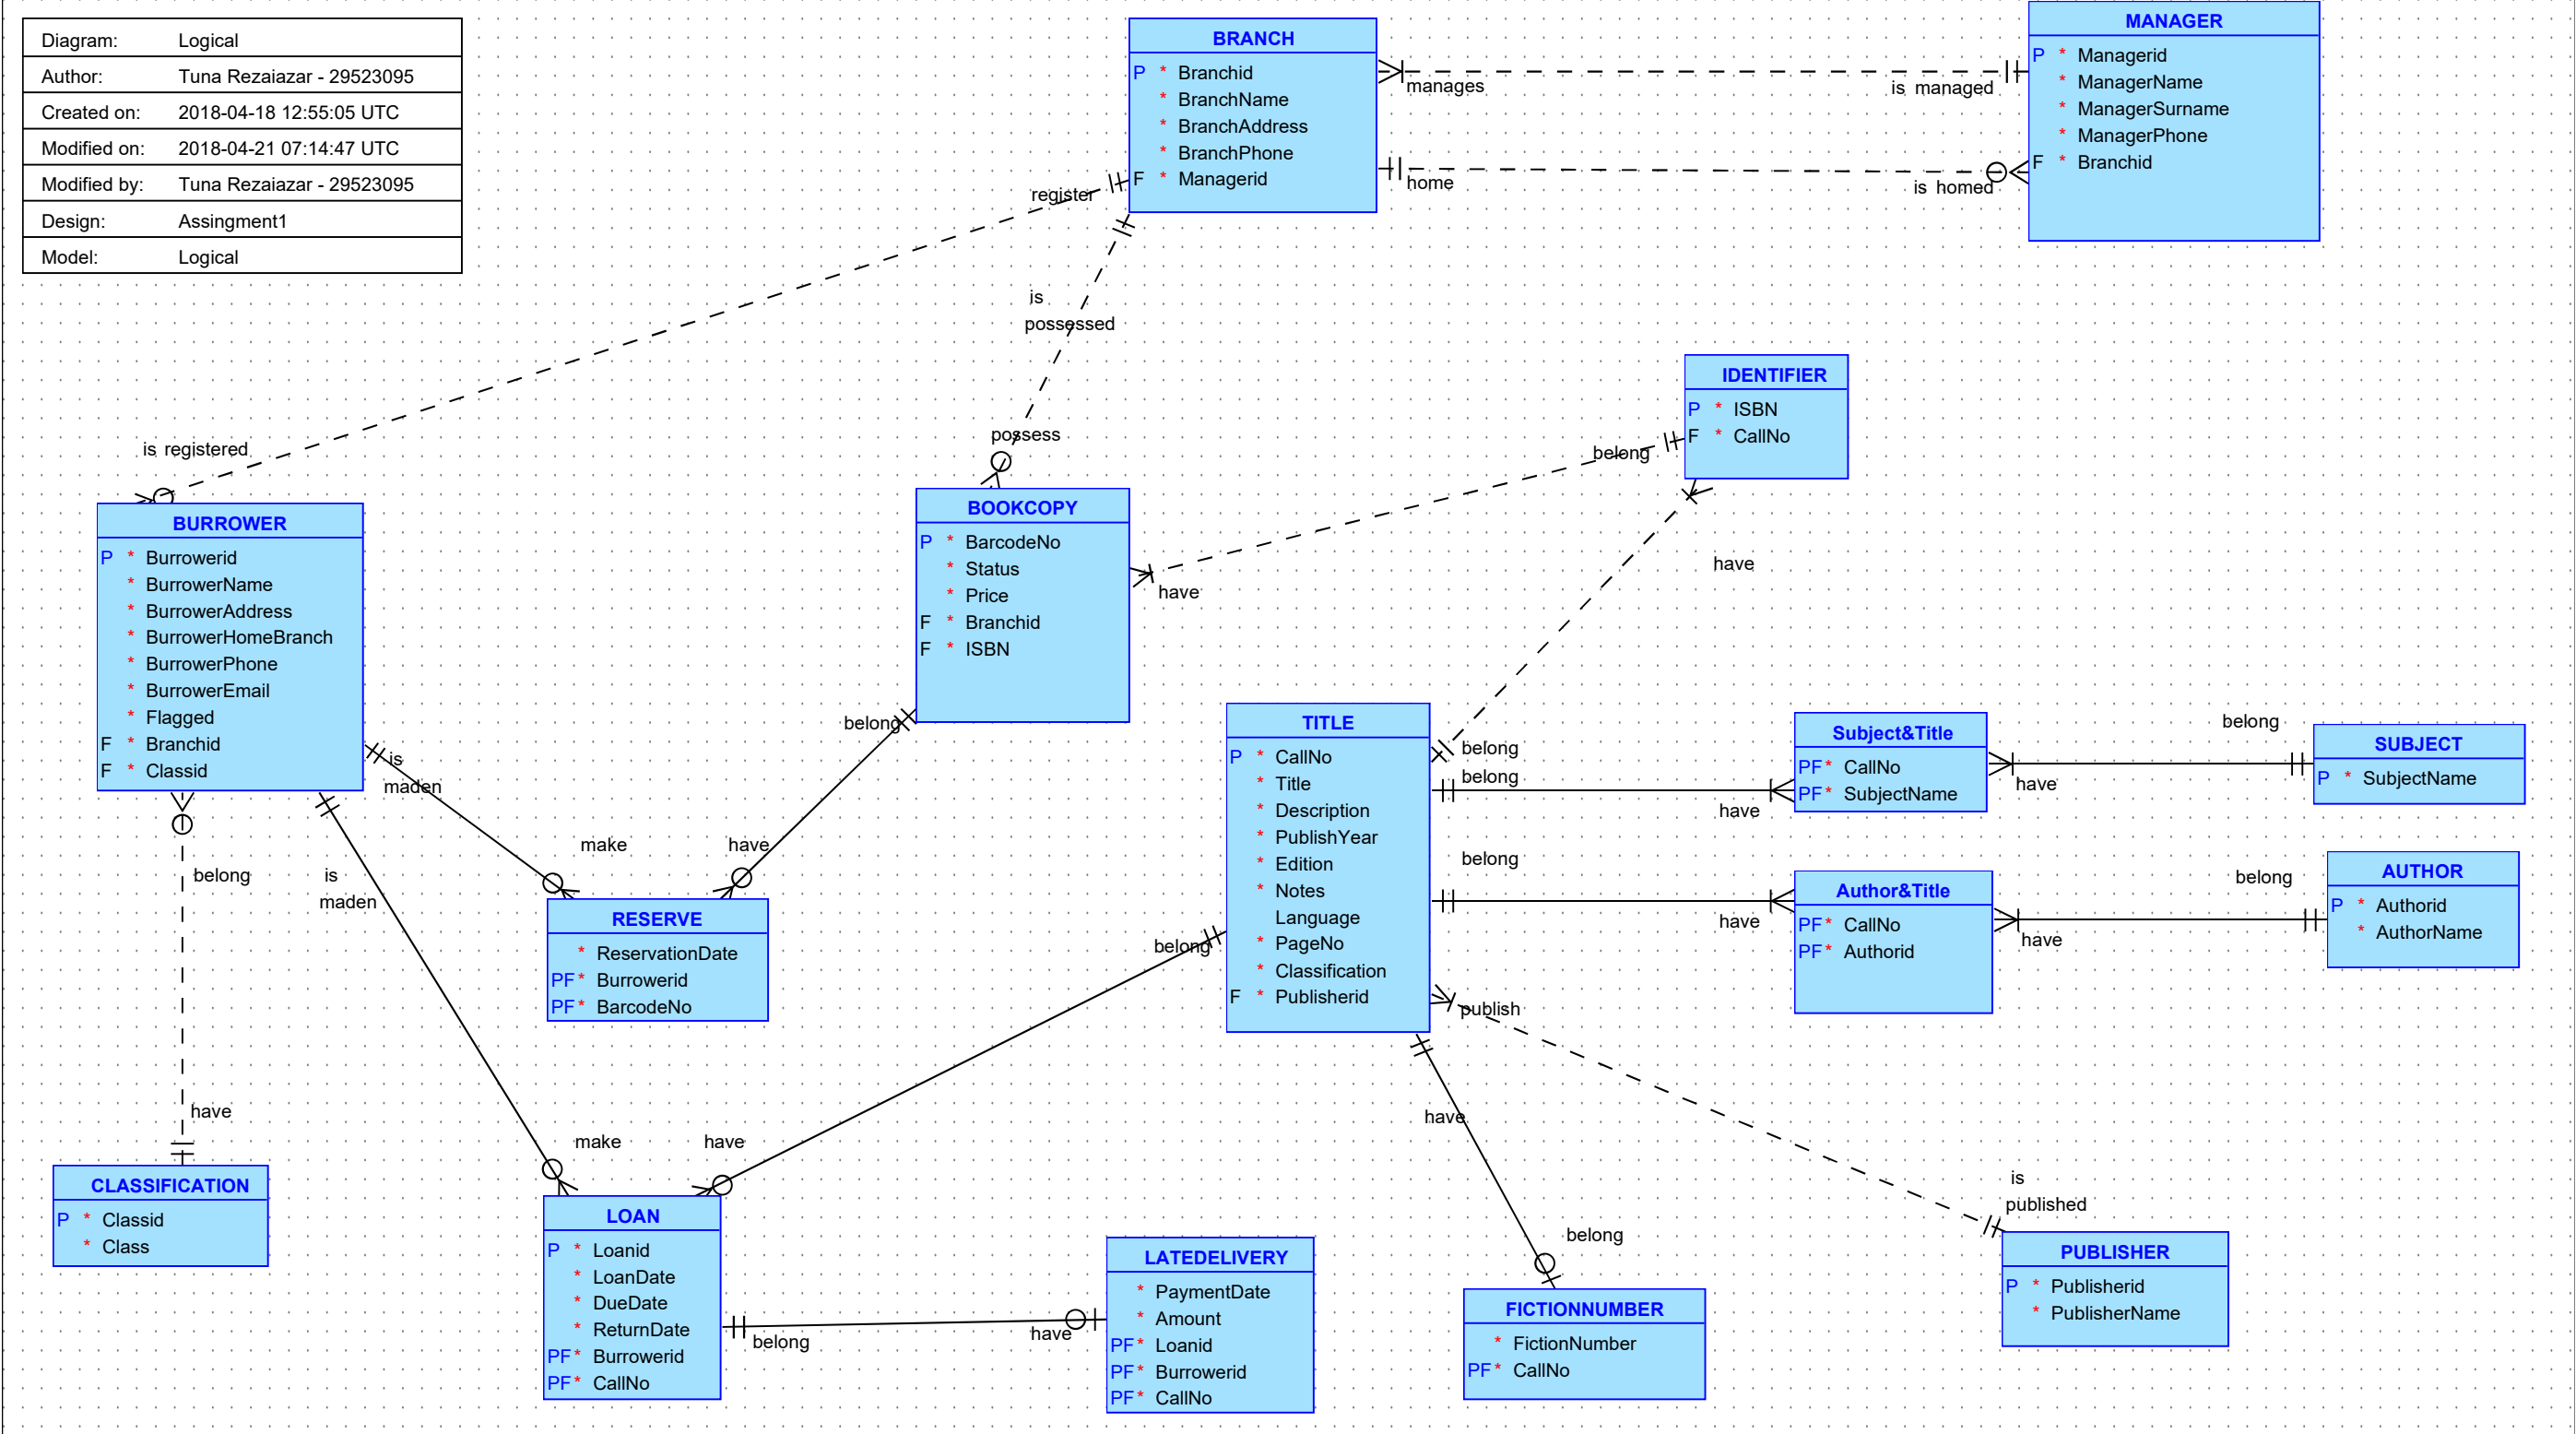 Diagram: Logical
Author: Tuna Rezaiazar - 29523095
Created on: 2018-04-18 12:55:05 UTC
Modified on: 2018-04-21 07:14:47 UTC
Modified by: Tuna Rezaiazar - 29523095
Design: Assingment1
Model: Logical
BRANCH
P * Branchid
* BranchName
* BranchAddress
* BranchPhone
F * Managerid
manages
is managed
home
is homed
MANAGER
P * Managerid
* ManagerName
* ManagerSurname
* ManagerPhone
F * Branchid
register
is registered
is
possessed
possess
IDENTIFIER
P * ISBN
F * CallNo
belong
have
have
BURROWER
P * Burrowerid
* BurrowerName
* BurrowerAddress
* BurrowerHomeBranch
* BurrowerPhone
* BurrowerEmail
* Flagged
F * Branchid
F * Classid
BOOKCOPY
P * BarcodeNo
* Status
* Price
F * Branchid
F * ISBN
belong
is
maden
make
have
RESERVE
* ReservationDate
PF * Burrowerid
PF * BarcodeNo
TITLE
P * CallNo
* Title
* Description
* PublishYear
* Edition
* Notes
Language
* PageNo
* Classification
F * Publisherid
belong
belong
have
belong
have
Subject&Title
PF * CallNo
PF * SubjectName
have
belong
SUBJECT
P * SubjectName
Author&Title
PF * CallNo
PF * Authorid
have
belong
AUTHOR
P * Authorid
* AuthorName
publish
is
published
PUBLISHER
P * Publisherid
* PublisherName
belong
have
CLASSIFICATION
P * Classid
* Class
is
maden
make
have
belong
LOAN
P * Loanid
* LoanDate
* DueDate
* ReturnDate
PF * Burrowerid
PF * CallNo
belong
have
LATEDELIVERY
* PaymentDate
* Amount
PF * Loanid
PF * Burrowerid
PF * CallNo
have
belong
FICTIONNUMBER
* FictionNumber
PF * CallNo